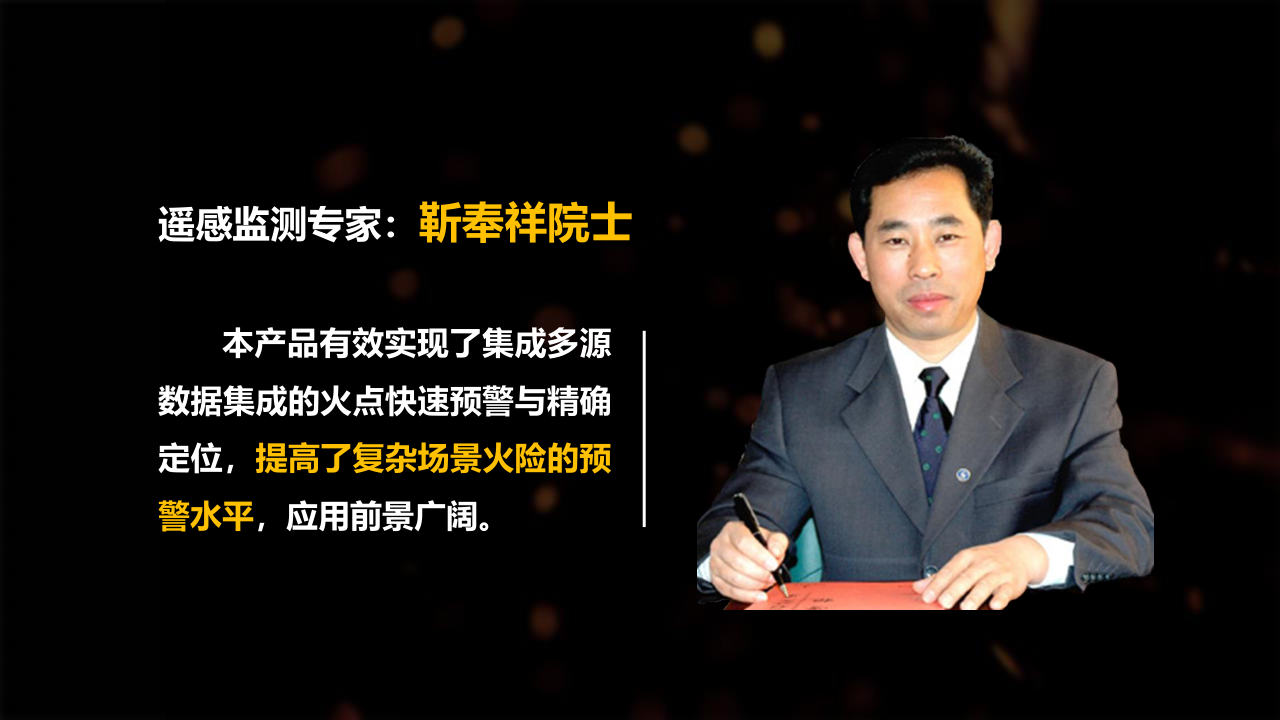 遥感监测专家：靳奉祥院士
本产品有效实现了集成多源
数据集成的火点快速预警与精确
定位，提高了复杂场景火险的预
警水平，应用前景广阔。